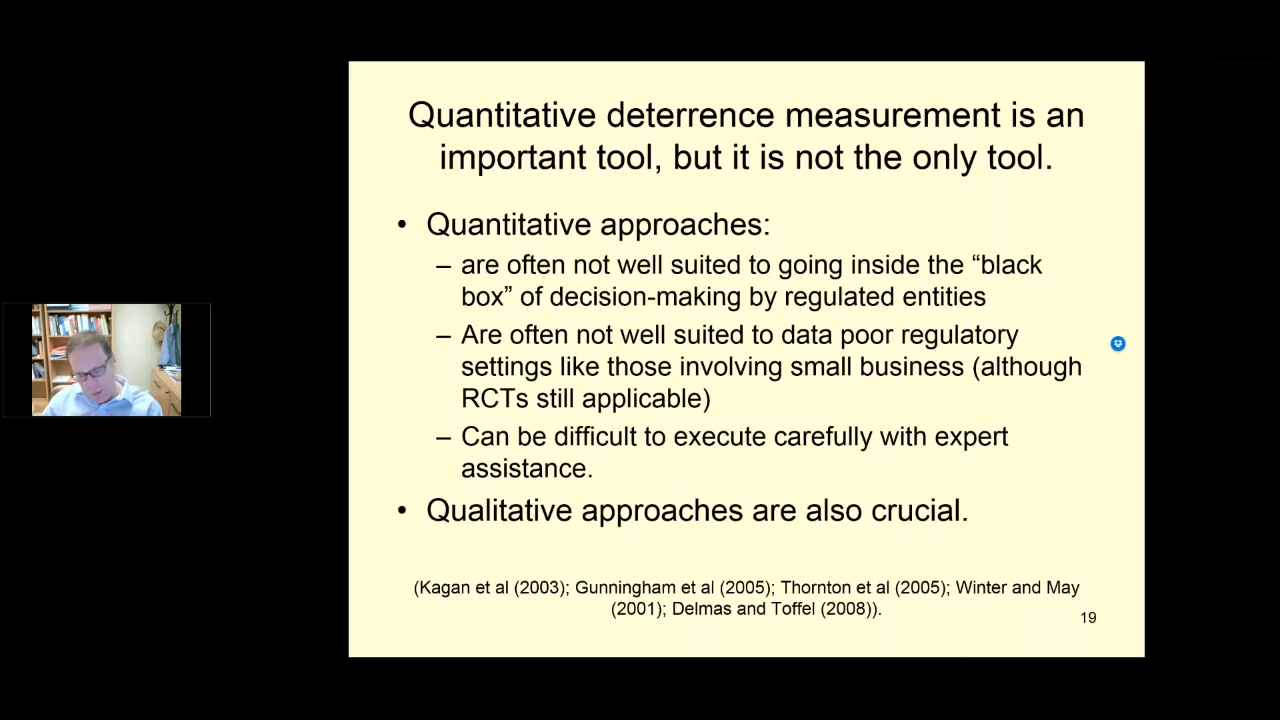 Quantitative deterrence measurement is an
important tool, but it is not the only tool.
• Quantitative approaches:
– are often not well suited to going inside the “black
box” of decision-making by regulated entities
– Are often not well suited to data poor regulatory
settings like those involving small business (although
RCTs still applicable)
– Can be difficult to execute carefully with expert
assistance.
• Qualitative approaches are also crucial.
(Kagan et al (2003); Gunningham et al (2005); Thornton et al (2005); Winter and May
(2001); Delmas and Toffel (2008)).
19